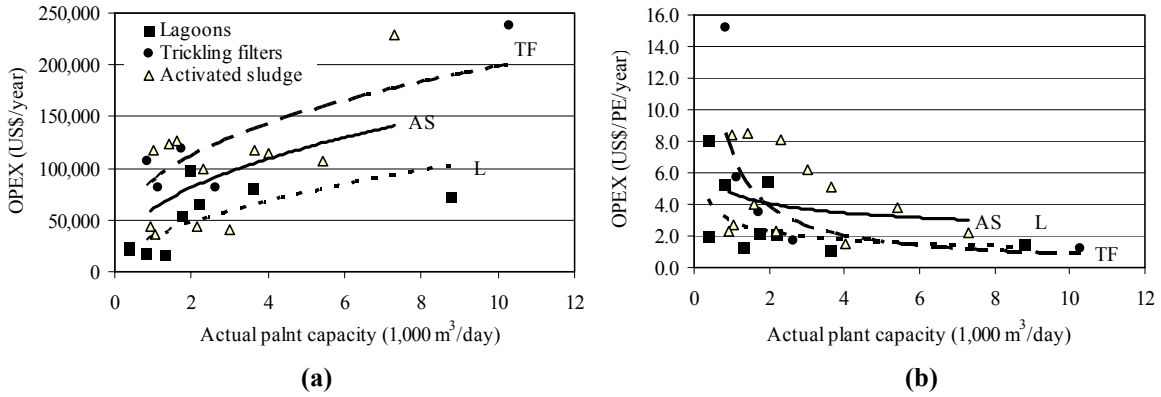 OPEX (US$/year)
250,000
200,000
150,000
100,000
50,000
0
Lagoons
Trickling filters
Activated sludge
TF
AS
L
0 2 4 6 8 10 12
Actual palnt capacity (1,000 m³/day)
(a)
OPEX (US$/PE/year)
16.0
14.0
12.0
10.0
8.0
6.0
4.0
2.0
0.0
AS
L
TF
0 2 4 6 8 10 12
Actual plant capacity (1,000 m³/day)
(b)